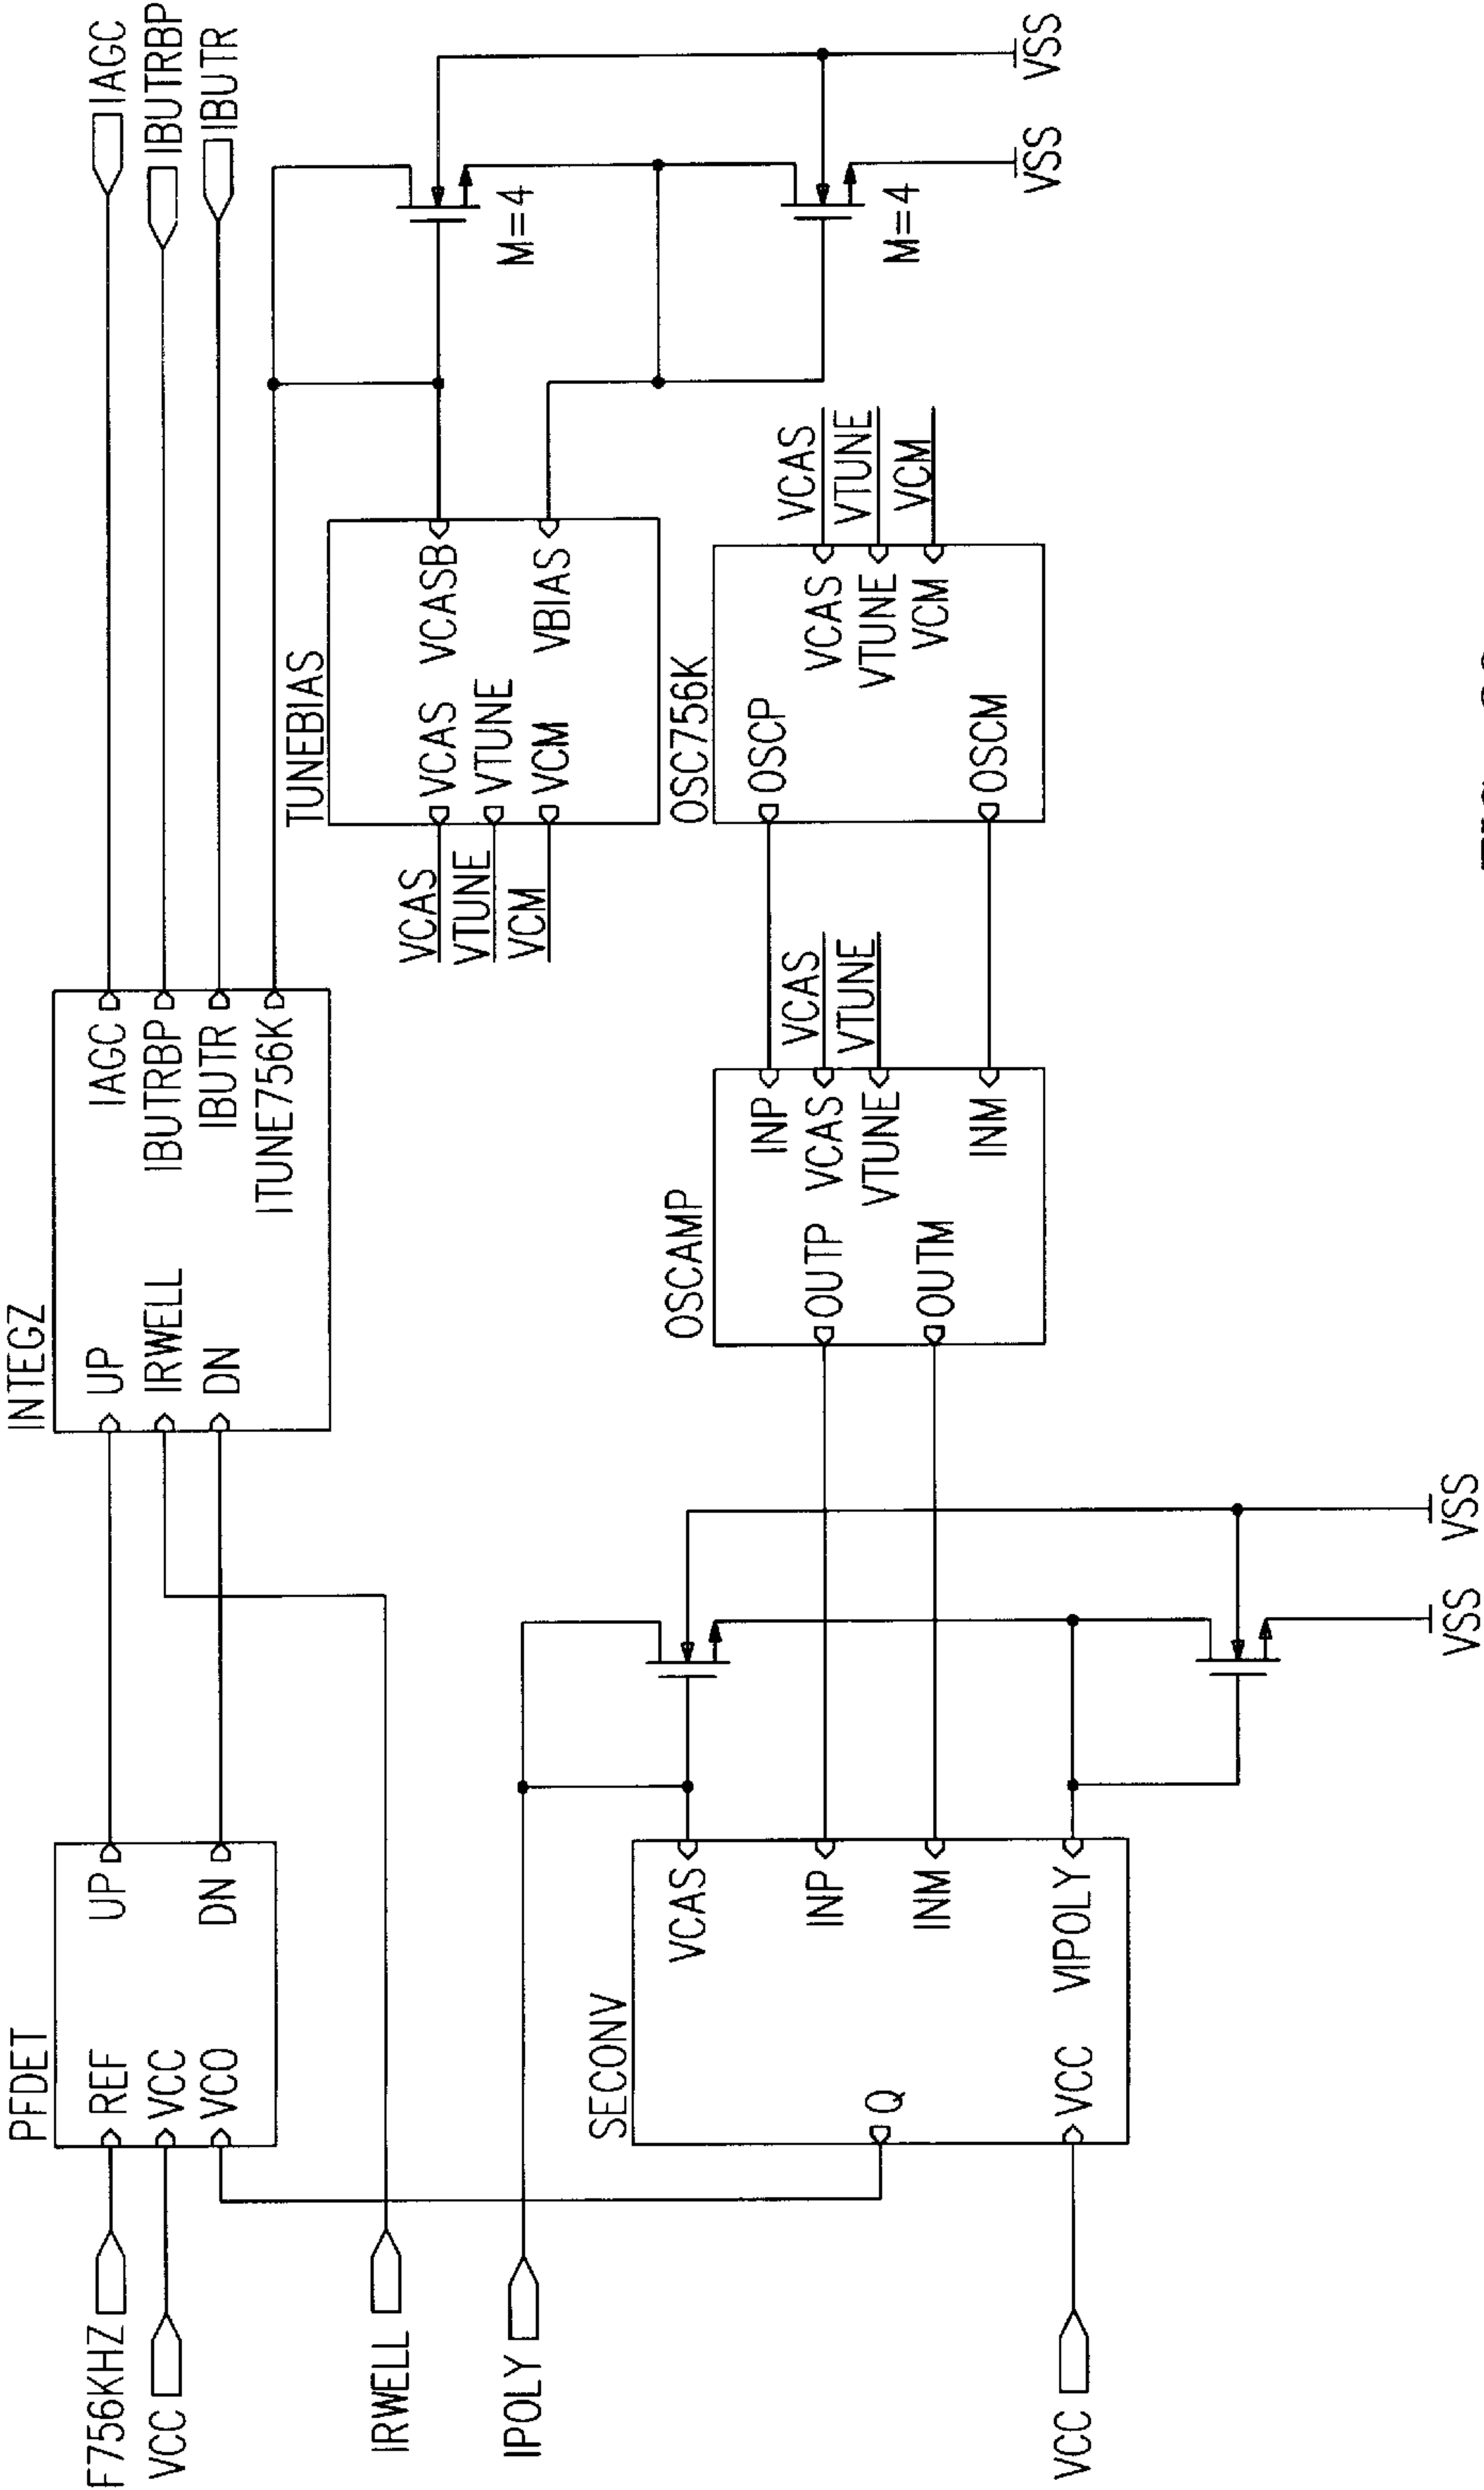 PFDET
F756KHZ
REF
UP
VCC
VCC
VCO
DN
INTEGZ
UP
IAGC
IAGC
IRWELL
IBUTRBP
IBUTRBP
DN
IBUTR
IBUTR
ITUNE756K
IRWELL
TUNEBIAS
VCAS
VCAS
VCASB
VTUNE
VTUNE
VCM
VCM
VBIAS
M=4
M=4
VSS
VSS
IPOLY
SECONV
VCAS
INP
Q
INM
VCC
VCC
VIPOLY
VSS
VSS
OSCAMP
INP
OUTP
VCAS
VCAS
VTUNE
VTUNE
OUTM
INM
OSC756K
OSCP
VCAS
VCAS
VTUNE
VTUNE
VCM
VCM
OSCM